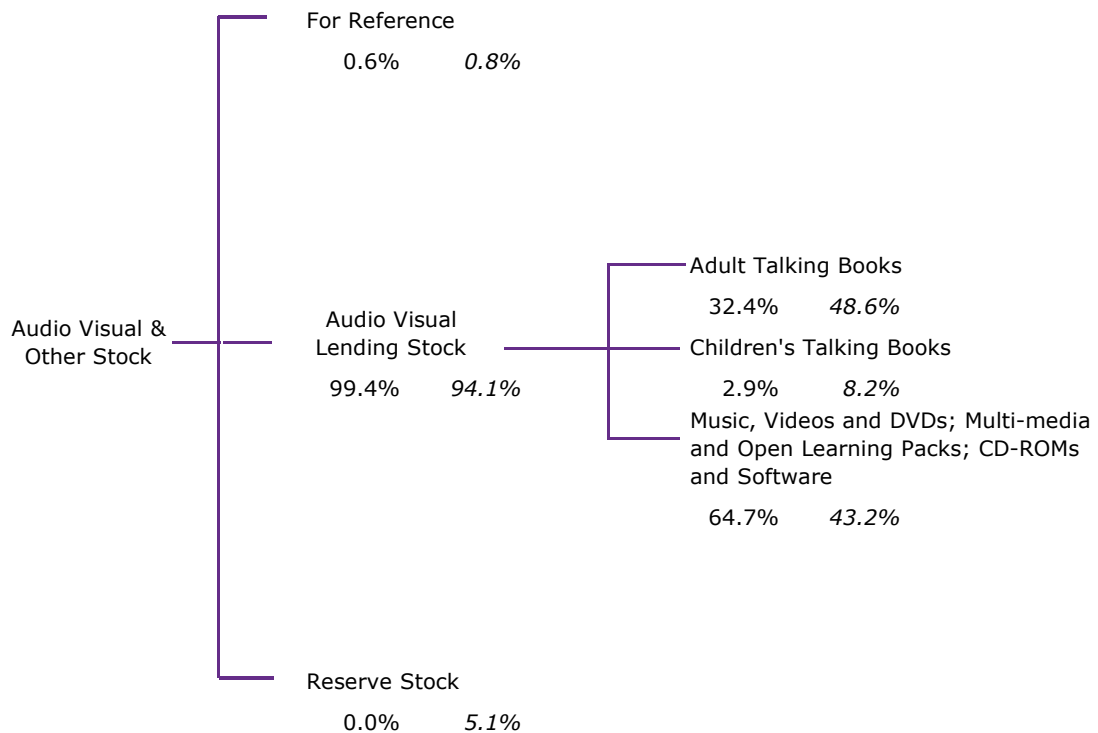 For Reference
0.6% 0.8%
Audio Visual &
Other Stock
Audio Visual
Lending Stock
99.4% 94.1%
Adult Talking Books
32.4% 48.6%
Children's Talking Books
2.9% 8.2%
Music, Videos and DVDs; Multi-media
and Open Learning Packs; CD-ROMs
and Software
64.7% 43.2%
Reserve Stock
0.0% 5.1%